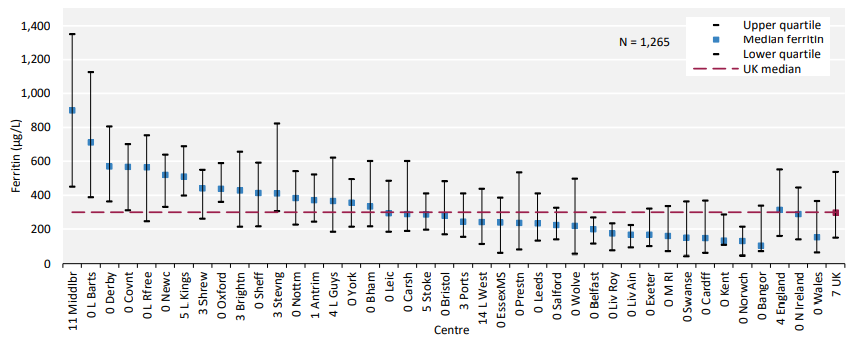 1,400
1,200
1,000
800
600
400
200
0
Ferritin (µg/L)
N = 1,265
Upper quartile
Median ferritin
Lower quartile
UK median
11 Middlbr
0 L Barts
0 Derby
0 Covnt
0 L Rfree
0 Newc
5 L Kings
3 Shrew
0 Oxford
3 Brightn
0 Sheff
3 Stevng
0 Nottm
1 Antrim
4 L Guys
0 York
0 Bham
0 Leic
0 Carsh
5 Stoke
0 Bristol
3 Ports
14 L West
0 EssexMS
0 Prestn
0 Leeds
0 Salford
0 Wolve
0 Belfast
0 Liv Roy
0 Liv Ain
0 Exeter
0 M RI
0 Swanse
0 Cardff
0 Kent
0 Norwch
0 Bangor
4 England
0 N Ireland
0 Wales
7 UK
Centre